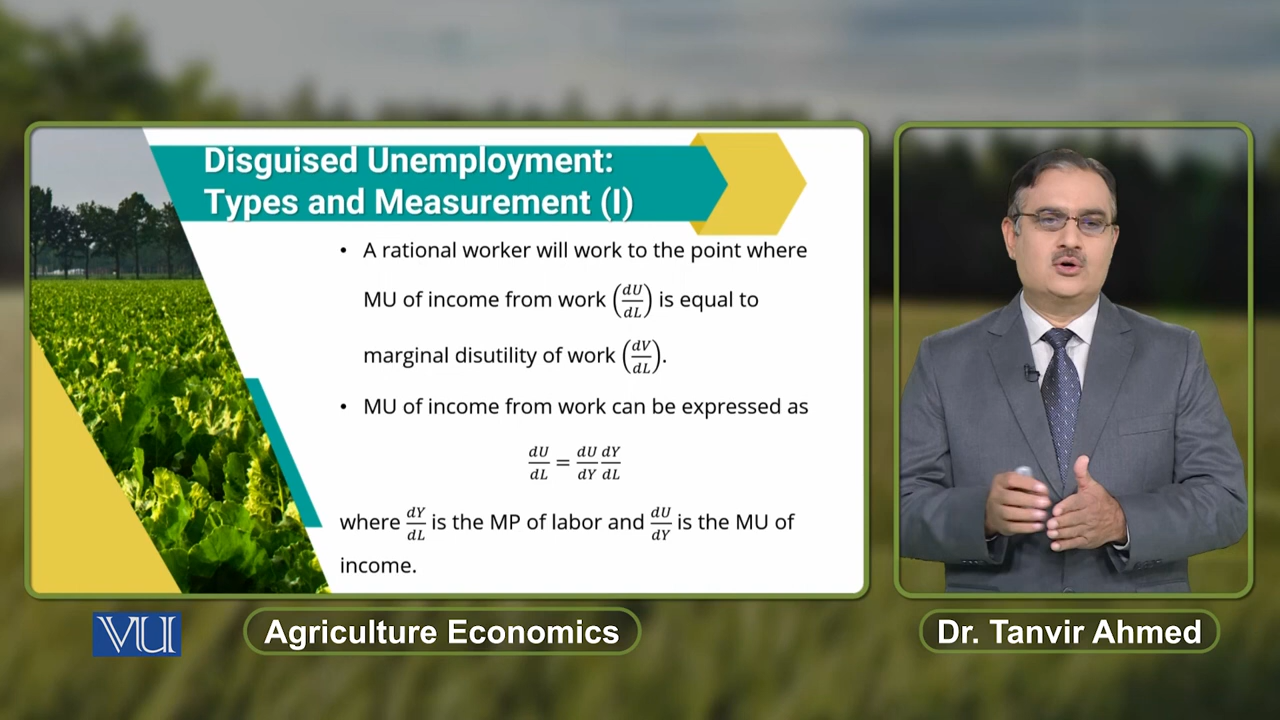 Disguised Unemployment:
Types and Measurement (I)
• A rational worker will work to the point where
MU of income from work (dU/dL) is equal to
marginal disutility of work (dV/dL).
• MU of income from work can be expressed as
dU/dL = dU/dY dY/dL
where dY/dL is the MP of labor and dU/dY is the MU of
income.
VU
Agriculture Economics
Dr. Tanvir Ahmed